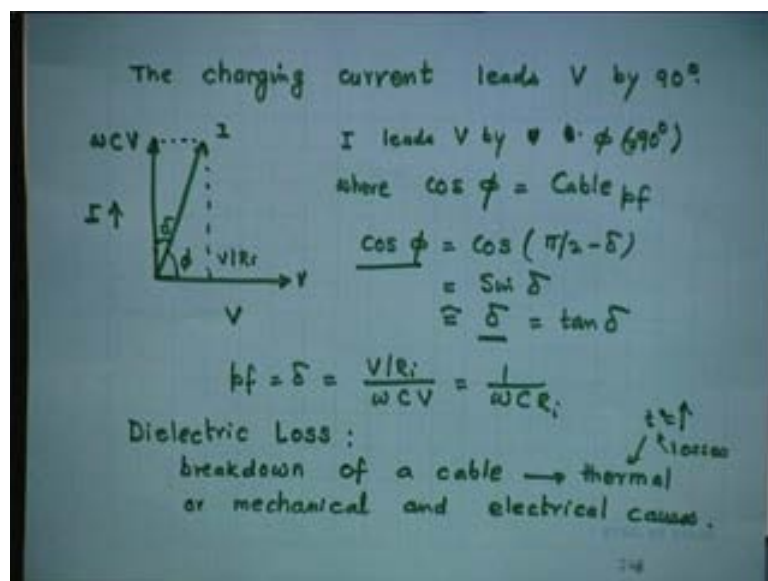 The charging current leads V by 90°.
ωCV
I
I leads V by φ (≤90°)
where cos φ = Cable pf
I↑
δ
φ
V/Ri
V
V
cos φ = cos (π/2 - δ)
= Sin δ
≅ δ = tan δ
pf = δ = V/Ri / ωCV = 1 / ωCRi
Dielectric Loss :
losses
breakdown of a cable → thermal
or mechanical and electrical causes.